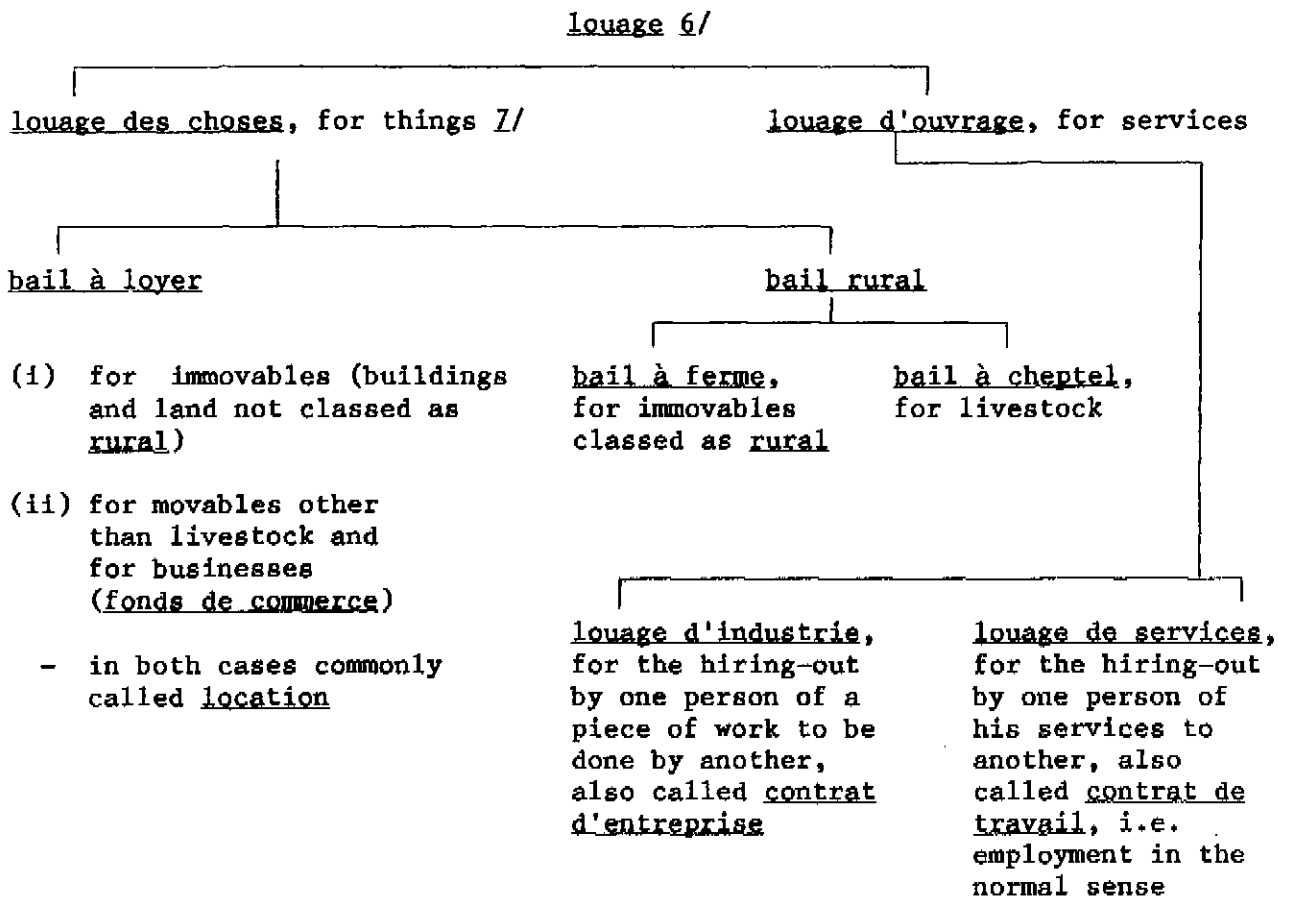 louage 6/
louage des choses, for things 7/
louage d'ouvrage, for services
bail à loyer
bail rural
(i) for immovables (buildings
and land not classed as
rural)
(ii) for movables other
than livestock and
for businesses
(fonds de commerce)
- in both cases commonly
called location
bail à ferme,
for immovables
classed as rural
bail à cheptel,
for livestock
louage d'industrie,
for the hiring-out
by one person of a
piece of work to be
done by another,
also called contrat
d'entreprise
louage de services,
for the hiring-out
by one person of
his services to
another, also
called contrat de
travail, i.e.
employment in the
normal sense